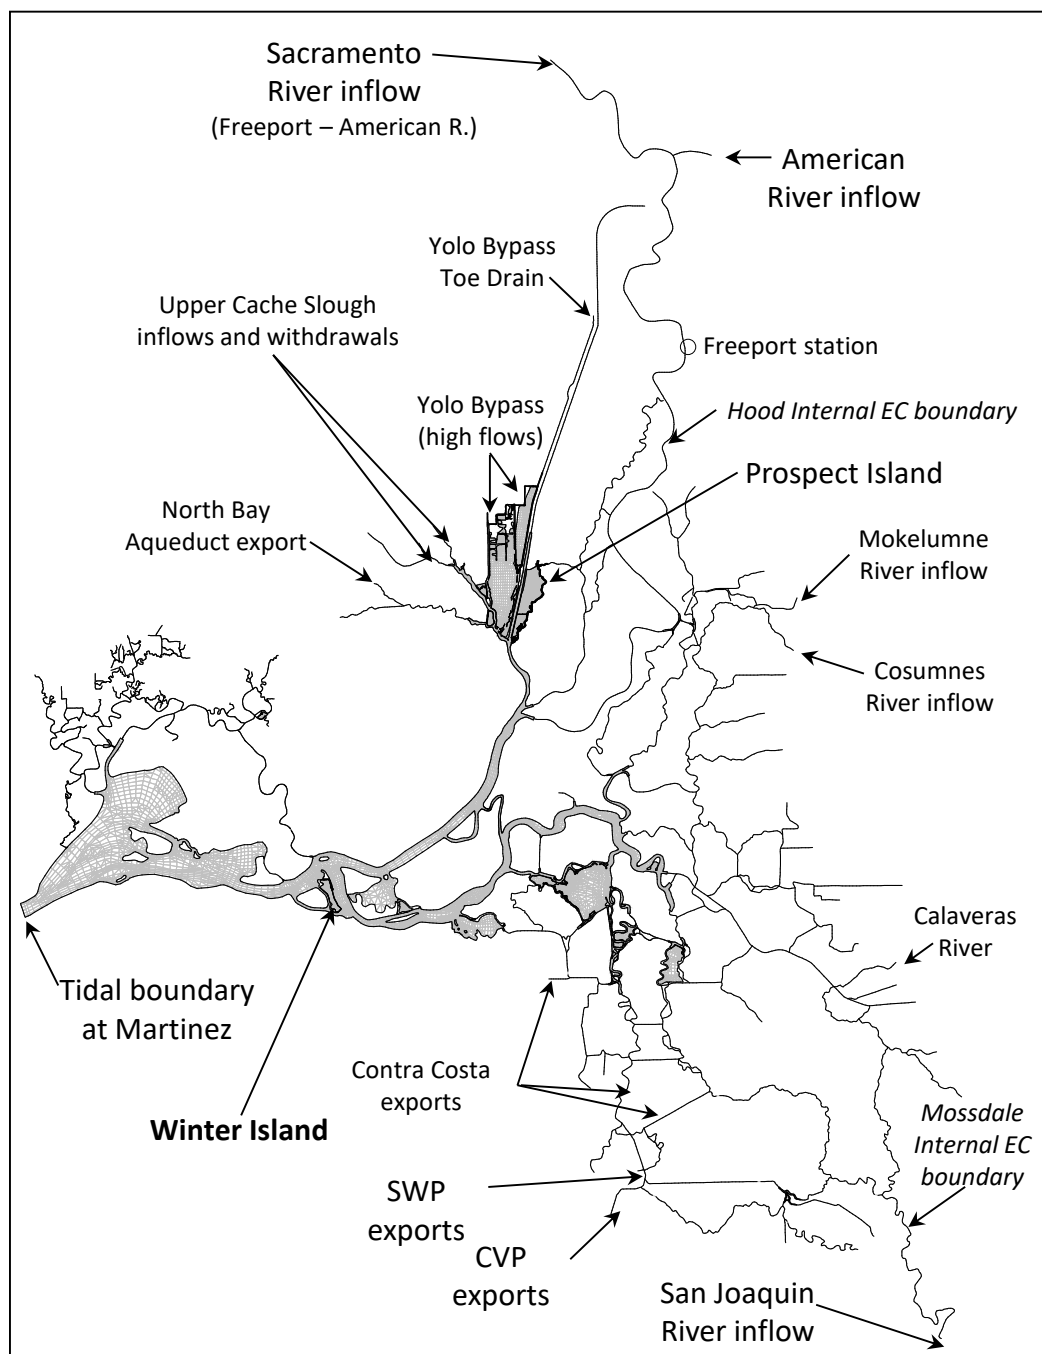 Sacramento
River inflow
(Freeport – American R.)
American
River inflow
Yolo Bypass
Toe Drain
Upper Cache Slough
inflows and withdrawals
Freeport station
Yolo Bypass
(high flows)
Hood Internal EC boundary
Prospect Island
North Bay
Aqueduct export
Mokelumne
River inflow
Cosumnes
River inflow
Calaveras
River
Tidal boundary
at Martinez
Contra Costa
exports
Winter Island
Mossdale
Internal EC
boundary
SWP
exports
CVP
exports
San Joaquin
River inflow